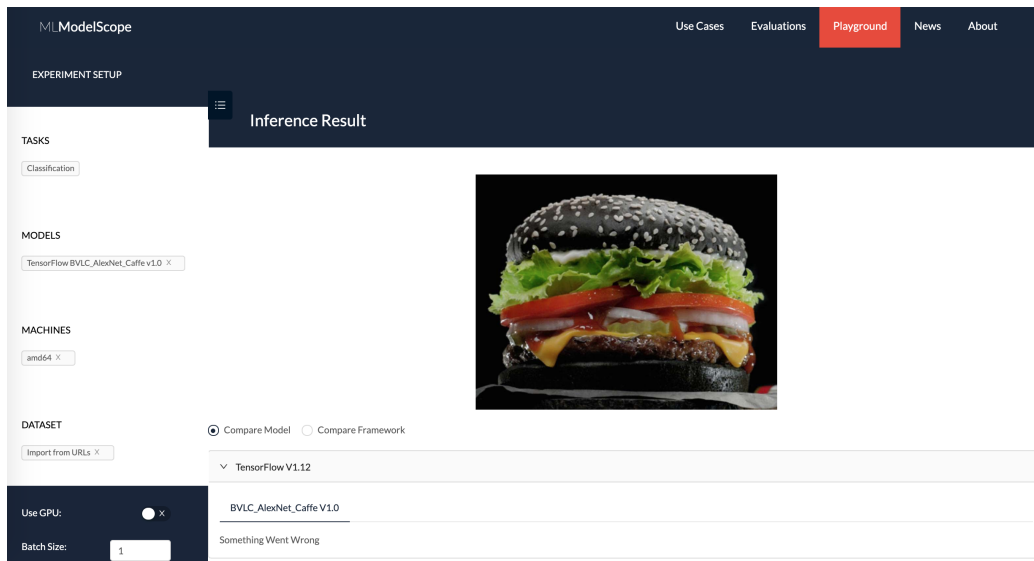 MLModelScope
Use Cases
Evaluations
Playground
News
About
EXPERIMENT SETUP
Inference Result
TASKS
Classification
MODELS
TensorFlow BVLC_AlexNet_Caffe v1.0 X
MACHINES
amd64 X
DATASET
Import from URLs X
Use GPU: X
Batch Size: 1
Compare Model Compare Framework
TensorFlow V1.12
BVLC_AlexNet_Caffe V1.0
Something Went Wrong